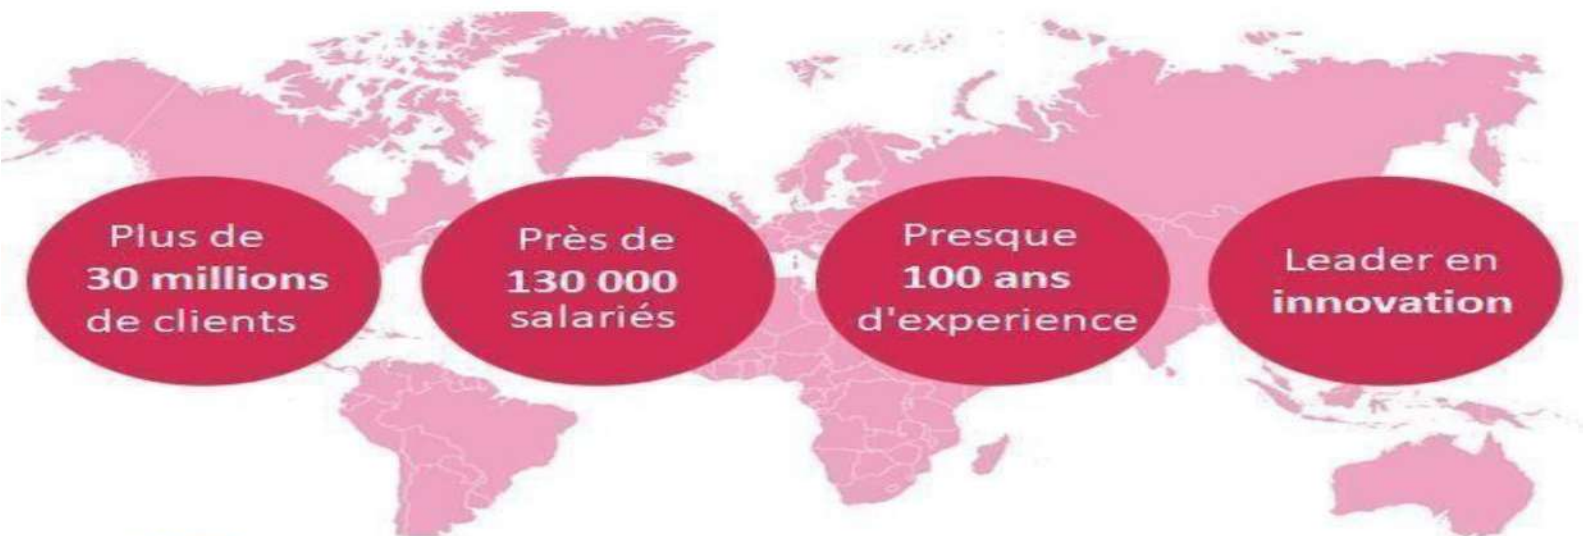 Plus de
30 millions
de clients
Près de
130 000
salariés
Presque
100 ans
d'experience
Leader en
innovation